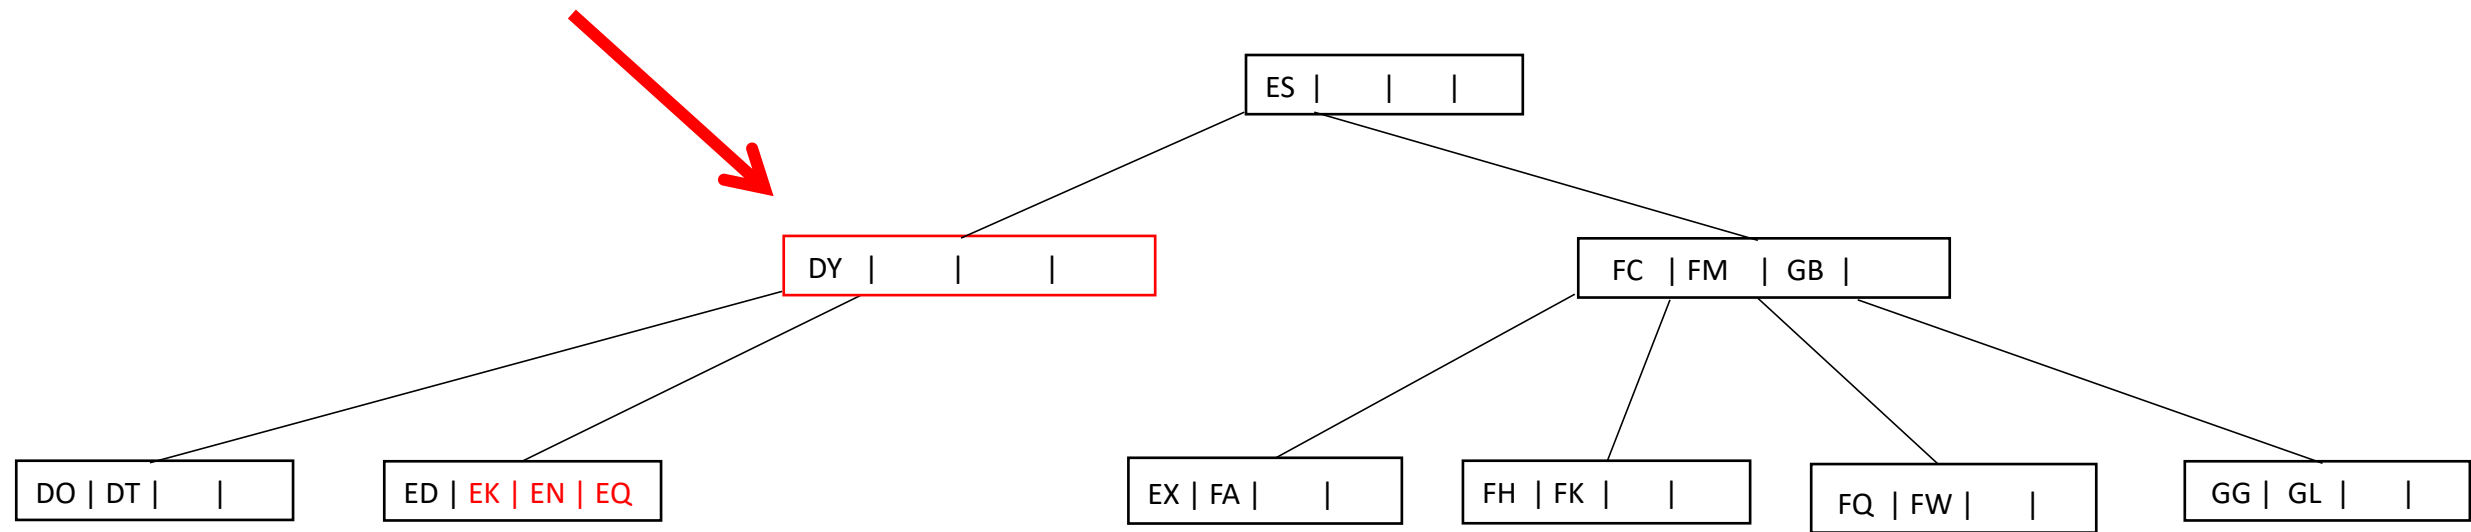 ES | | |
DY | | |
FC | FM | GB |
DO | DT | |
ED | EK | EN | EQ
EX | FA | |
FH | FK | |
FQ | FW | |
GG | GL | |